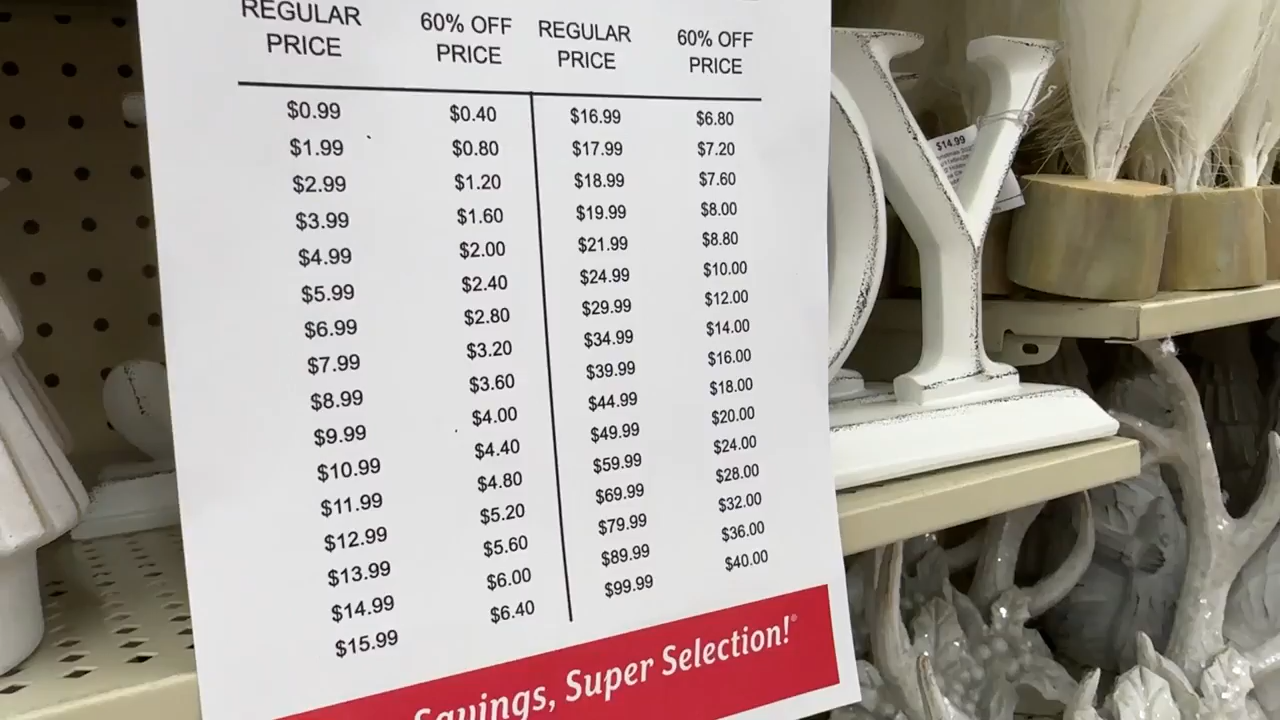 REGULAR PRICE 60% OFF PRICE REGULAR PRICE 60% OFF PRICE
$0.99 $0.40 $16.99 $6.80
$1.99 $0.80 $17.99 $7.20
$2.99 $1.20 $18.99 $7.60
$3.99 $1.60 $19.99 $8.00
$4.99 $2.00 $21.99 $8.80
$5.99 $2.40 $24.99 $10.00
$6.99 $2.80 $29.99 $12.00
$7.99 $3.20 $34.99 $14.00
$8.99 $3.60 $39.99 $16.00
$9.99 $4.00 $44.99 $18.00
$10.99 $4.40 $49.99 $20.00
$11.99 $4.80 $59.99 $24.00
$12.99 $5.20 $69.99 $28.00
$13.99 $5.60 $79.99 $32.00
$14.99 $6.00 $89.99 $36.00
$15.99 $6.40 $99.99 $40.00
Savings, Super Selection!®
Y
$14.99